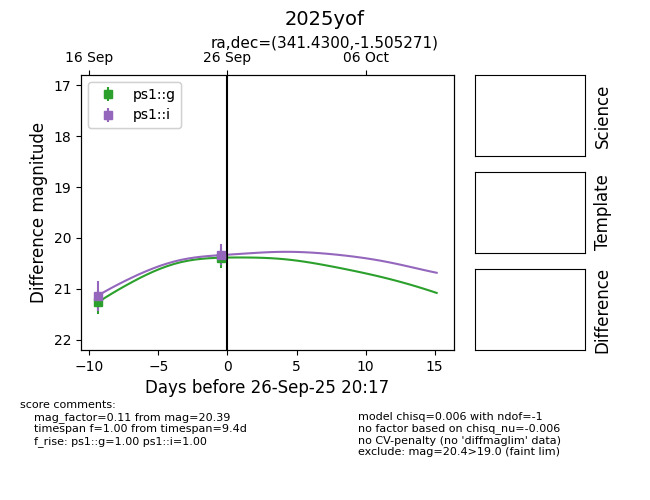 2025yof
ra,dec=(341.4300,-1.505271)
16 Sep 26 Sep 06 Oct
ps1::g
ps1::i
17
18
19
20
21
22
Difference magnitude
−10 −5 0 5 10 15
Days before 26-Sep-25 20:17
Science
Template
Difference
score comments:
mag_factor=0.11 from mag=20.39
timespan f=1.00 from timespan=9.4d
f_rise: ps1::g=1.00 ps1::i=1.00
model chisq=0.006 with ndof=-1
no factor based on chisq_nu=-0.006
no CV-penalty (no 'diffmaglim' data)
exclude: mag=20.4>19.0 (faint lim)